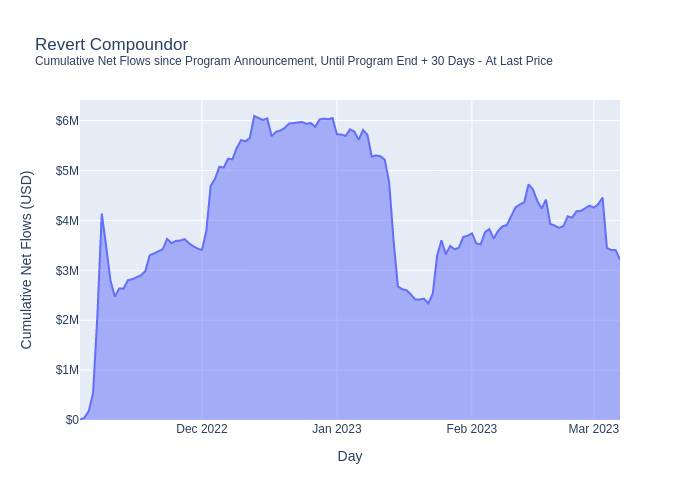 Revert Compoundor
Cumulative Net Flows since Program Announcement, Until Program End + 30 Days - At Last Price
Cumulative Net Flows (USD)
$6M
$5M
$4M
$3M
$2M
$1M
$0
Dec 2022
Jan 2023
Feb 2023
Mar 2023
Day